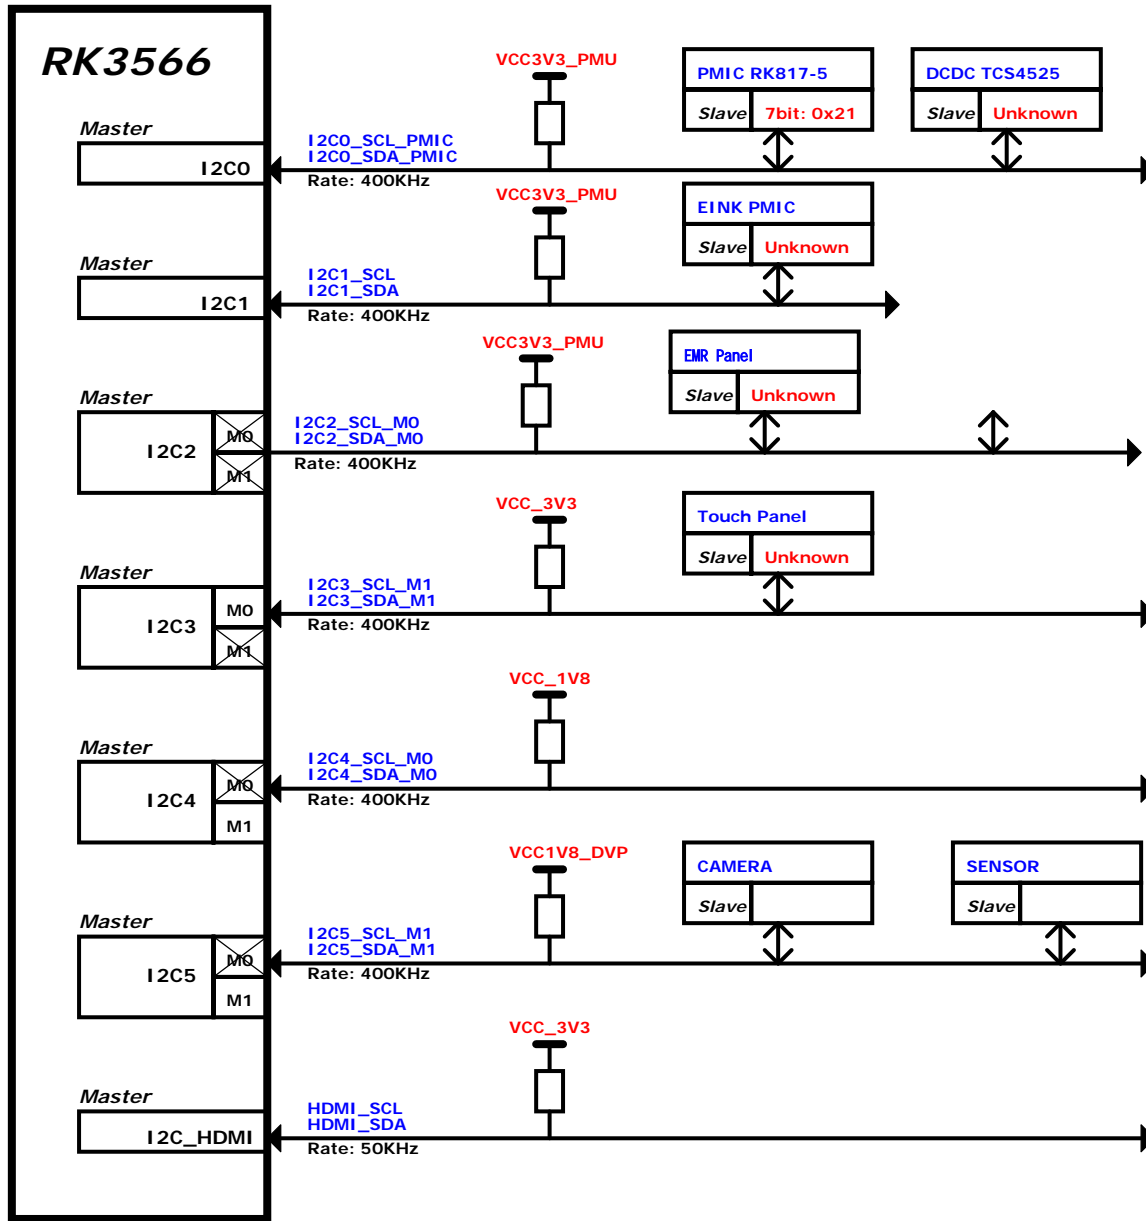 RK3566
VCC3V3_PMU
PMIC RK817-5
DCDC TCS4525
Slave 7bit: 0x21
Slave Unknown
Master
I2C0
I2C0_SCL_PMIC
I2C0_SDA_PMIC
Rate: 400KHz
VCC3V3_PMU
EINK PMIC
Slave Unknown
Master
I2C1
I2C1_SCL
I2C1_SDA
Rate: 400KHz
VCC3V3_PMU
EMR Panel
Slave Unknown
Master
I2C2
M0
M1
I2C2_SCL_M0
I2C2_SDA_M0
Rate: 400KHz
VCC_3V3
Touch Panel
Slave Unknown
Master
I2C3
M0
M1
I2C3_SCL_M1
I2C3_SDA_M1
Rate: 400KHz
VCC_1V8
Master
I2C4
M0
M1
I2C4_SCL_M0
I2C4_SDA_M0
Rate: 400KHz
VCC1V8_DVP
CAMERA
SENSOR
Slave
Slave
Master
I2C5
M0
M1
I2C5_SCL_M1
I2C5_SDA_M1
Rate: 400KHz
VCC_3V3
Master
I2C_HDMI
HDMI_SCL
HDMI_SDA
Rate: 50KHz